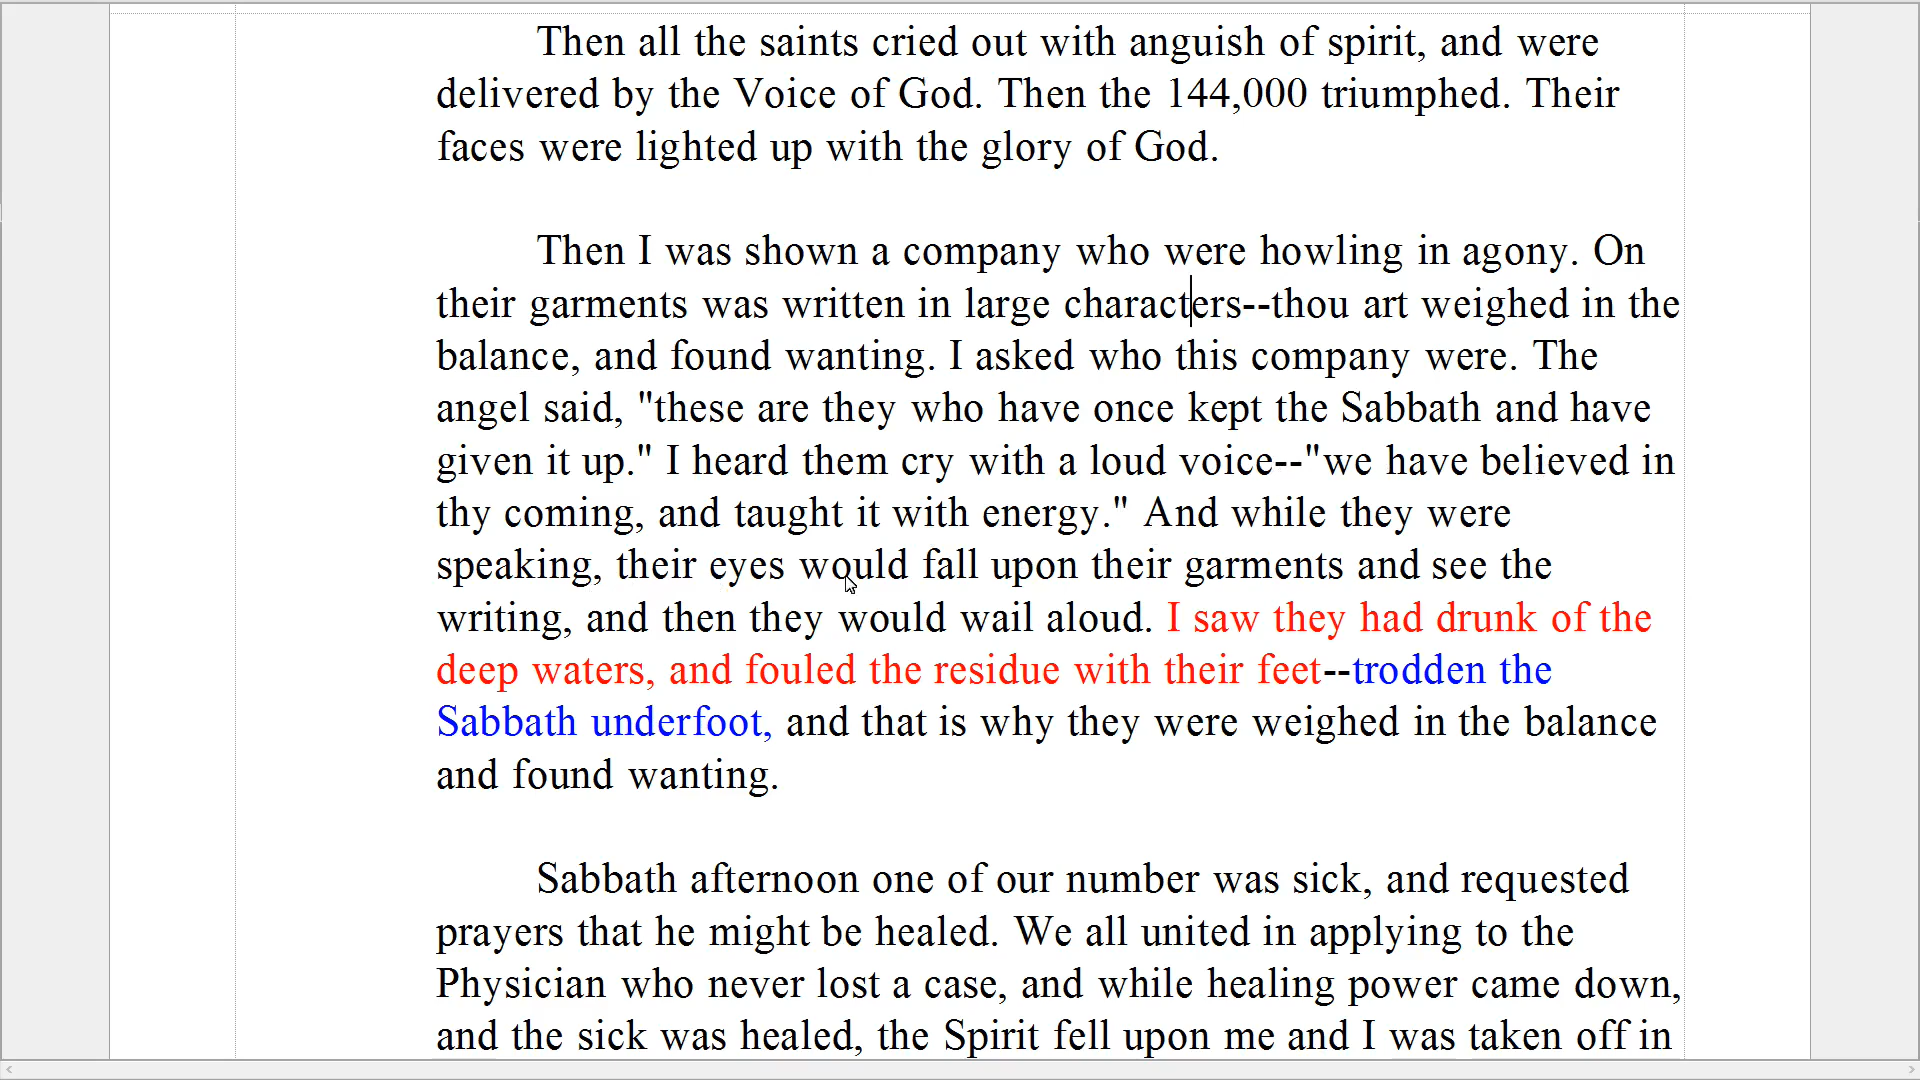 Then all the saints cried out with anguish of spirit, and were
delivered by the Voice of God. Then the 144,000 triumphed. Their
faces were lighted up with the glory of God.
Then I was shown a company who were howling in agony. On
their garments was written in large characters--thou art weighed in the
balance, and found wanting. I asked who this company were. The
angel said, "these are they who have once kept the Sabbath and have
given it up." I heard them cry with a loud voice--"we have believed in
thy coming, and taught it with energy." And while they were
speaking, their eyes would fall upon their garments and see the
writing, and then they would wail aloud. I saw they had drunk of the
deep waters, and fouled the residue with their feet--trodden the
Sabbath underfoot, and that is why they were weighed in the balance
and found wanting.
Sabbath afternoon one of our number was sick, and requested
prayers that he might be healed. We all united in applying to the
Physician who never lost a case, and while healing power came down,
and the sick was healed, the Spirit fell upon me and I was taken off in